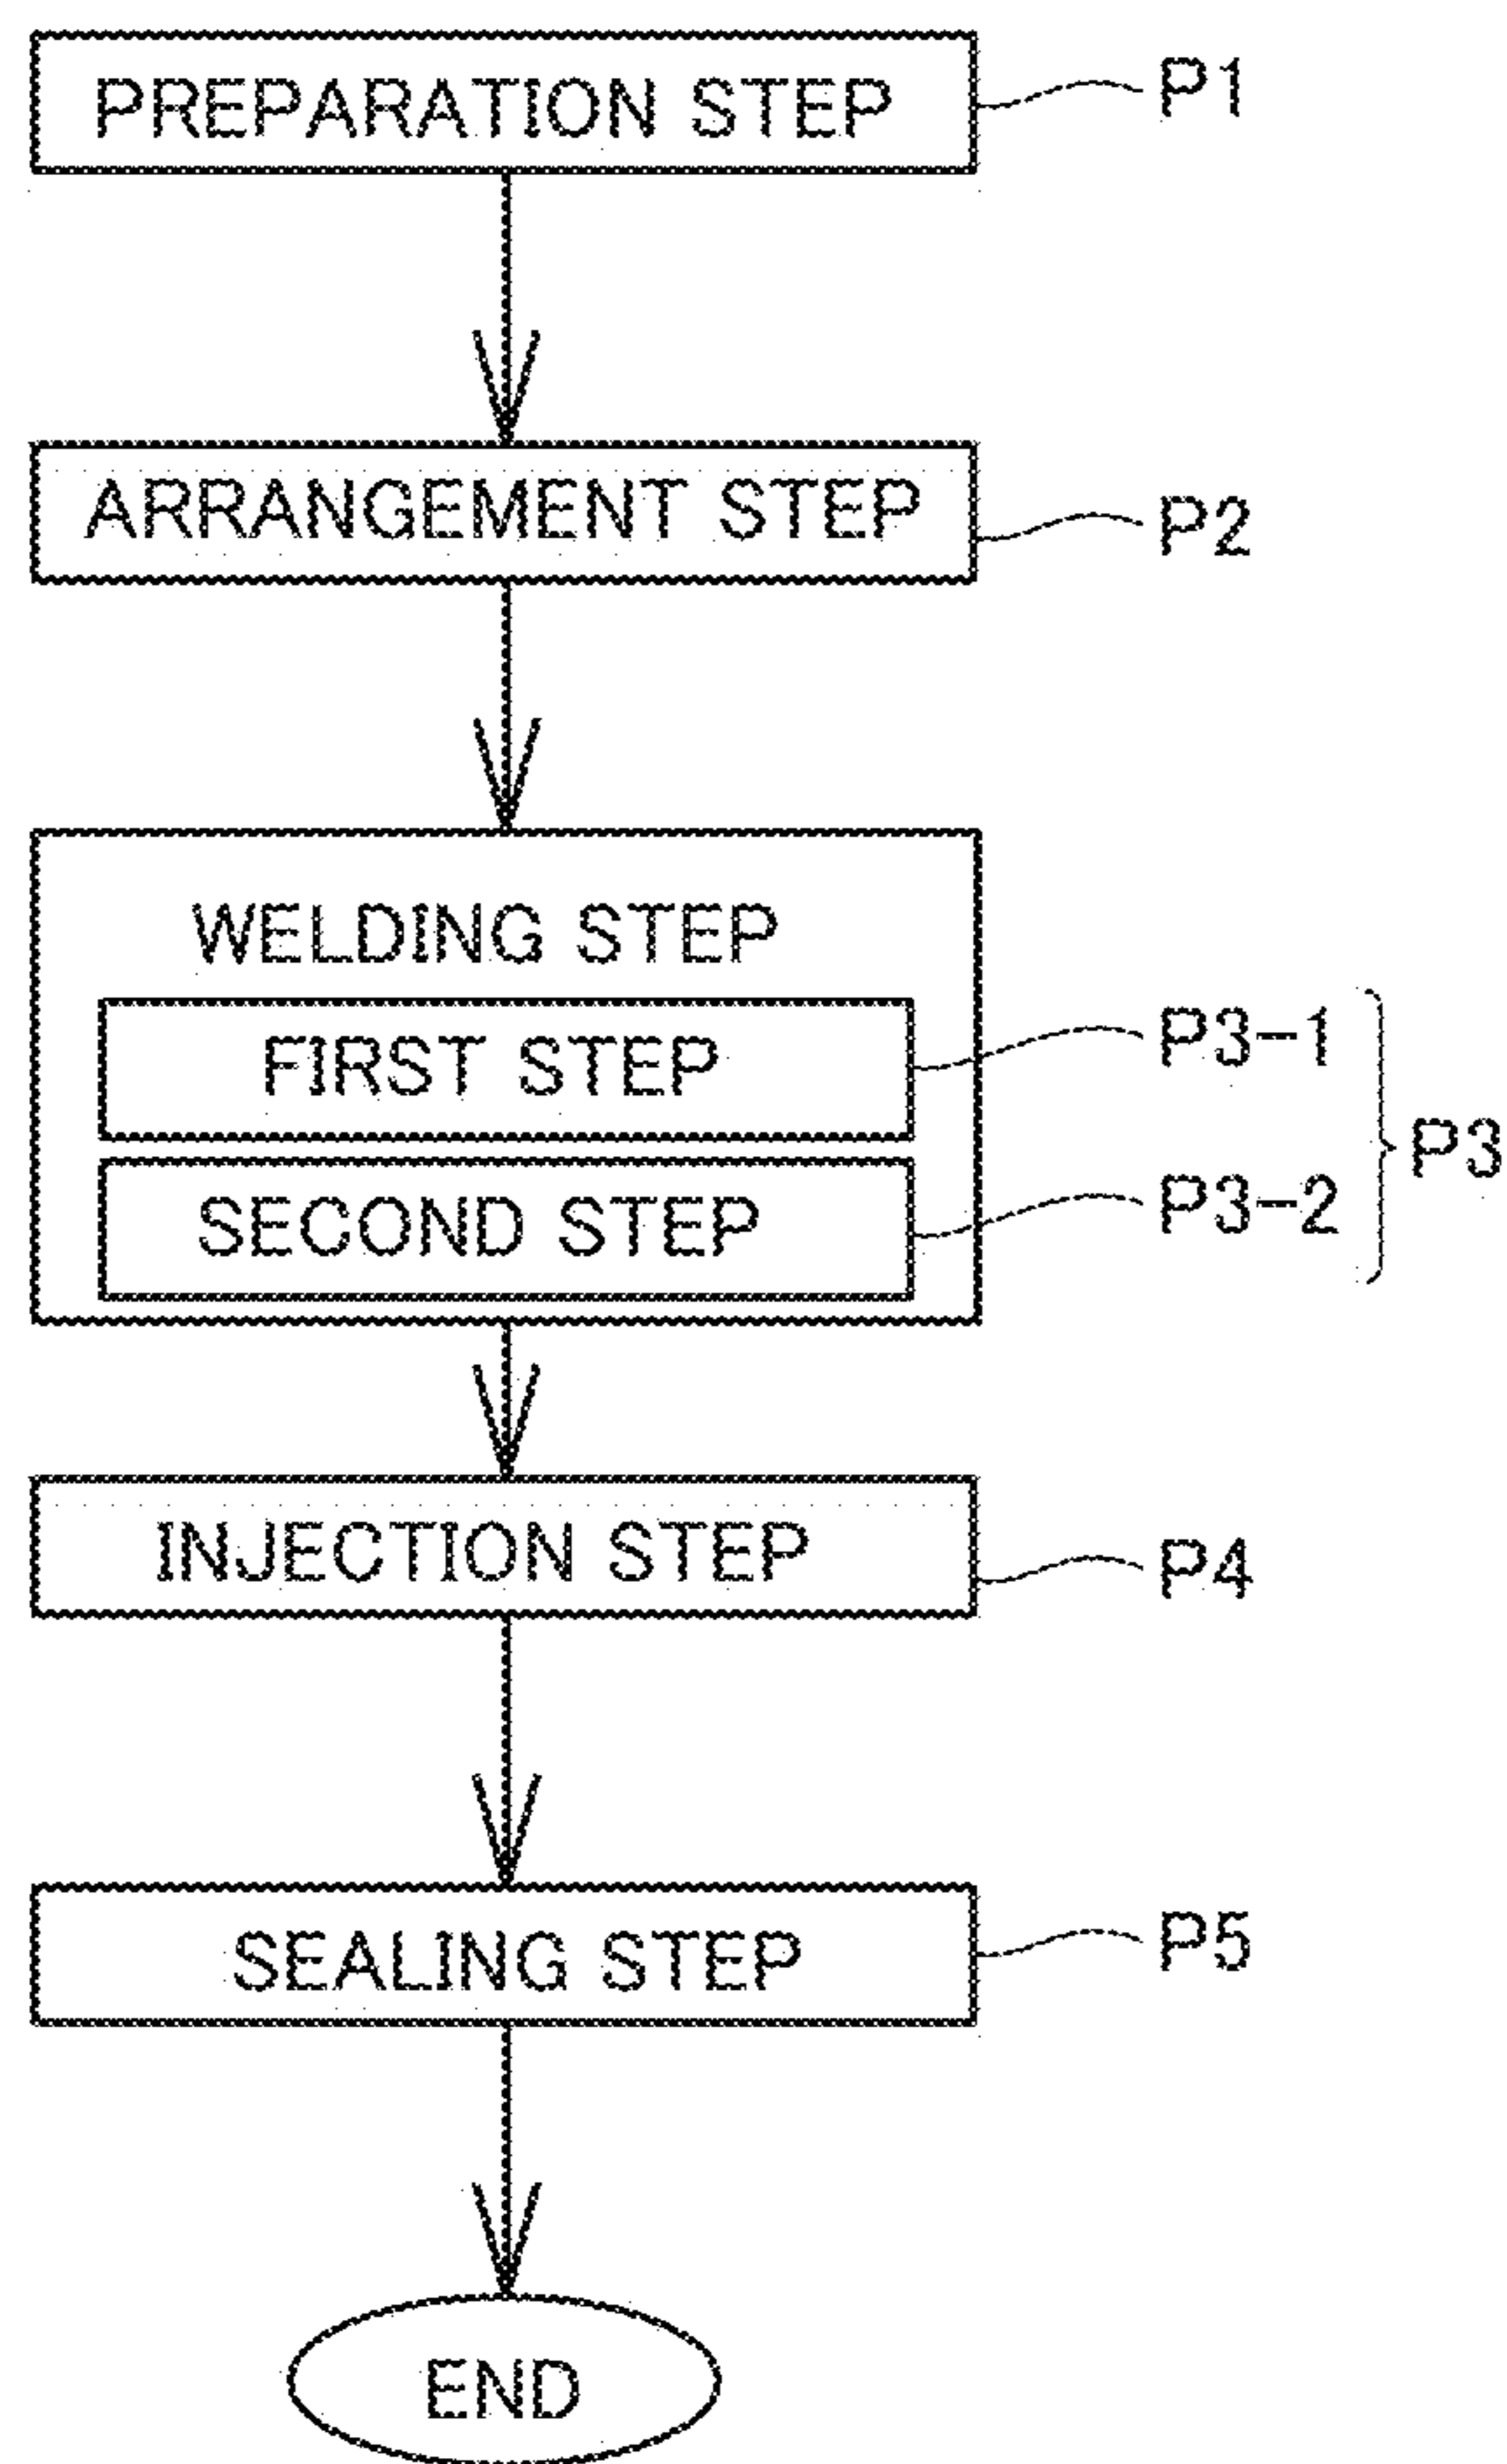 PREPARATION STEP P1
ARRANGEMENT STEP P2
WELDING STEP
FIRST STEP P3-1
P3
SECOND STEP P3-2
INJECTION STEP P4
SEALING STEP P5
END